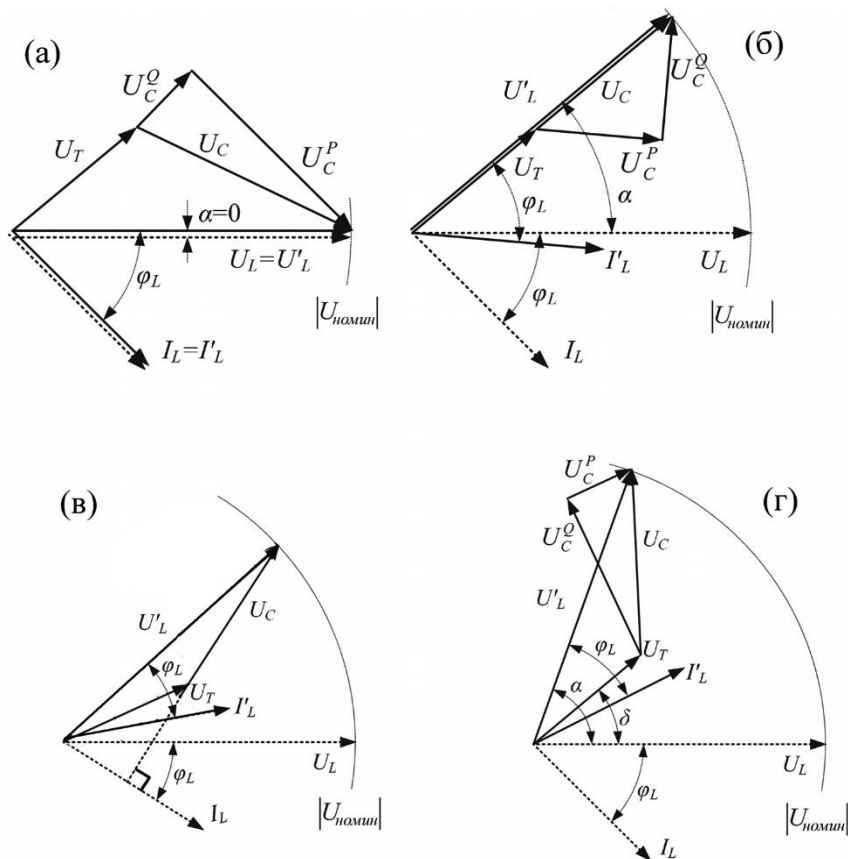 (а)
U_C^Q
U_T
U_C
U_C^P
α=0
U_L=U'_L
φ_L
|U_номин|
I_L=I'_L
(б)
U'_L
U_C
U_C^Q
U_T
U_C^P
φ_L
α
I'_L
U_L
φ_L
|U_номин|
I_L
(в)
U'_L
U_C
φ_L
U_T
I'_L
U_L
φ_L
I_L
|U_номин|
(г)
U_C^P
U_C^Q
U_C
U'_L
φ_L
U_T
I'_L
α
δ
U_L
φ_L
|U_номин|
I_L